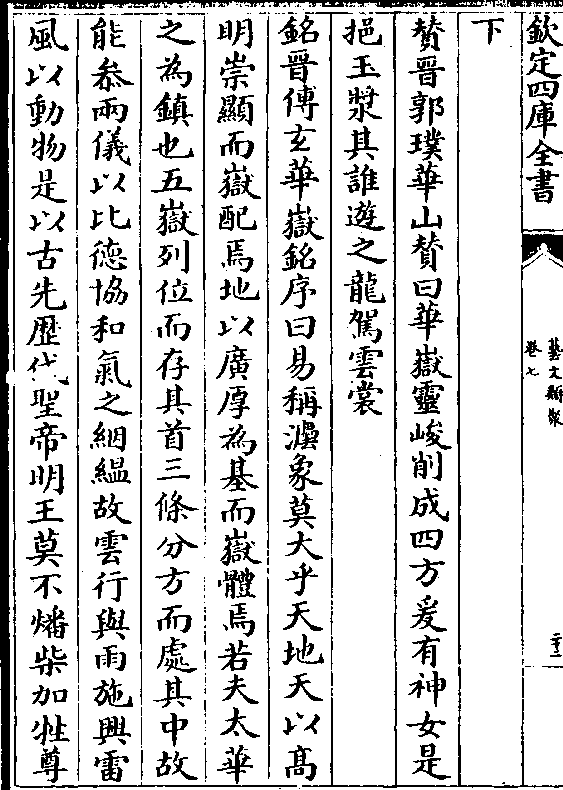 欽定四庫全書
藝文類聚
卷七
二十三
下
贊晉郭璞華山贊曰華嶽靈峻削成四方爰有神女是
挹玉漿其誰遊之龍駕雲裳
銘晉傅玄華嶽銘序曰易稱灋象莫大乎天地天以髙
明崇顯而嶽配焉地以廣厚為基而嶽體焉若夫太華
之為鎮也五嶽列位而存其首三條分方而處其中故
能叅兩儀以比德協和氣之絪緼故雲行與雨施興雷
風以動物是以古先歴代聖帝明王莫不燔柴加牲尊